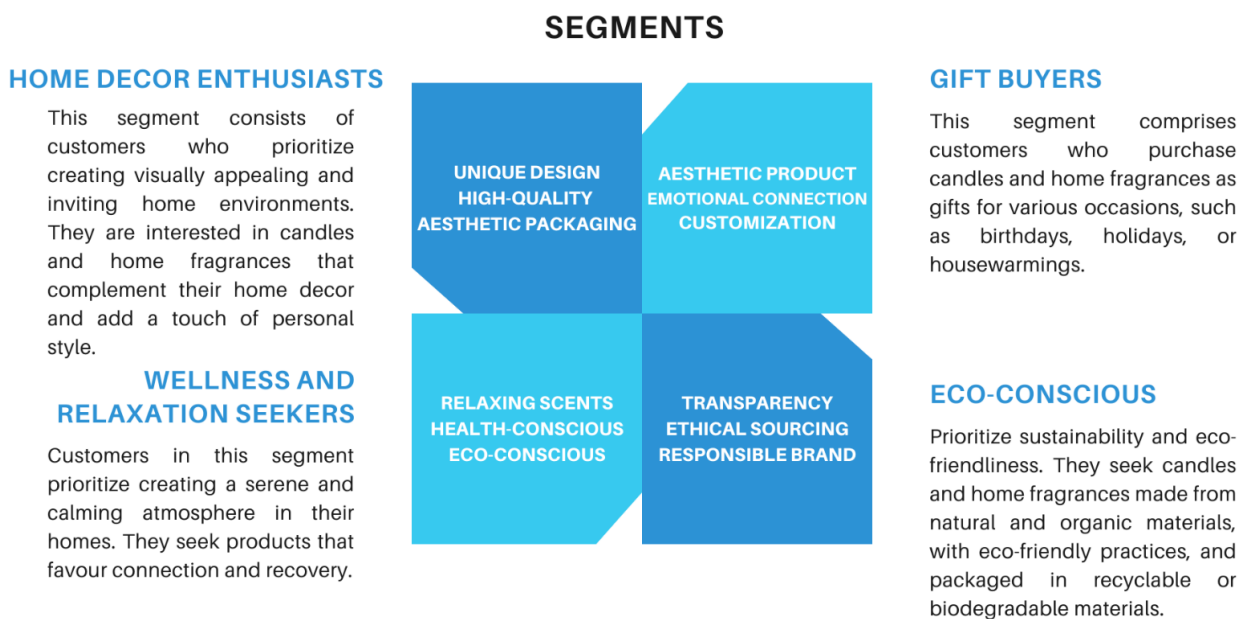 SEGMENTS
HOME DECOR ENTHUSIASTS
This segment consists of
customers who prioritize
creating visually appealing and
inviting home environments.
They are interested in candles
and home fragrances that
complement their home decor
and add a touch of personal
style.
UNIQUE DESIGN
HIGH-QUALITY
AESTHETIC PACKAGING
AESTHETIC PRODUCT
EMOTIONAL CONNECTION
CUSTOMIZATION
GIFT BUYERS
This segment comprises
customers who purchase
candles and home fragrances as
gifts for various occasions, such
as birthdays, holidays, or
housewarmings.
WELLNESS AND
RELAXATION SEEKERS
Customers in this segment
prioritize creating a serene and
calming atmosphere in their
homes. They seek products that
favour connection and recovery.
RELAXING SCENTS
HEALTH-CONSCIOUS
ECO-CONSCIOUS
TRANSPARENCY
ETHICAL SOURCING
RESPONSIBLE BRAND
ECO-CONSCIOUS
Prioritize sustainability and eco-
friendliness. They seek candles
and home fragrances made from
natural and organic materials,
with eco-friendly practices, and
packaged in recyclable or
biodegradable materials.